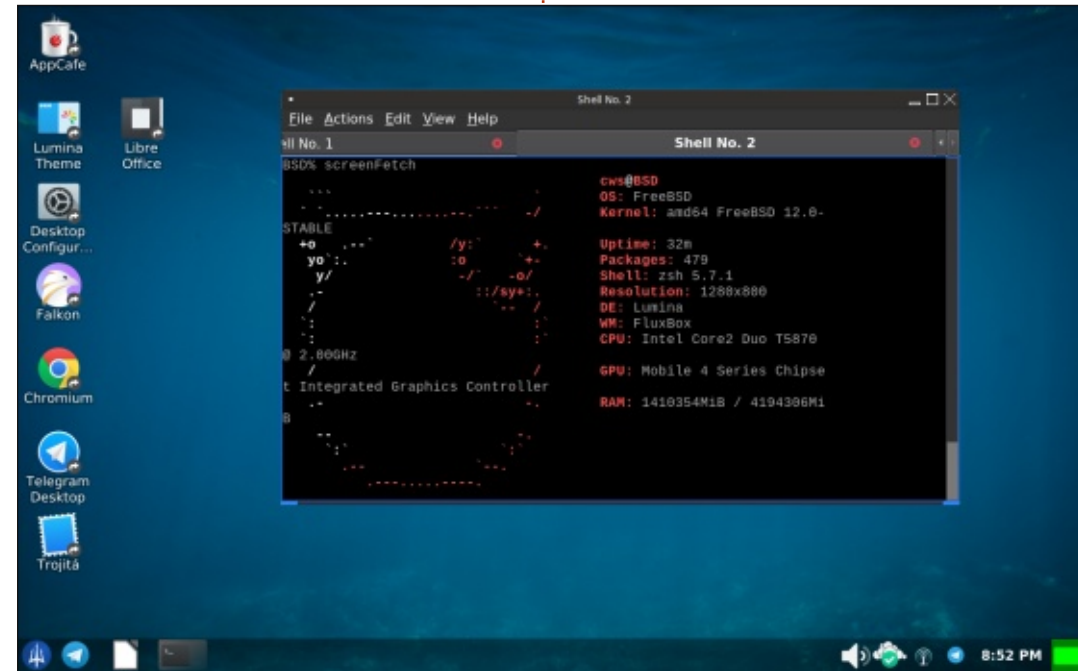 AppCafe
Lumina
Theme
Libre
Office
Desktop
Configur...
Falkon
Chromium
Telegram
Desktop
Trojitá
Shell No. 2
File Actions Edit View Help
ell No. 1
Shell No. 2
BSD% screenFetch
cws@BSD
OS: FreeBSD
Kernel: amd64 FreeBSD 12.0-
STABLE
Uptime: 32m
Packages: 479
Shell: zsh 5.7.1
Resolution: 1280x800
DE: Lumina
WM: FluxBox
CPU: Intel Core2 Duo T5870
@ 2.00GHz
GPU: Mobile 4 Series Chipse
t Integrated Graphics Controller
RAM: 1410354MiB / 4194306Mi
B
8:52 PM